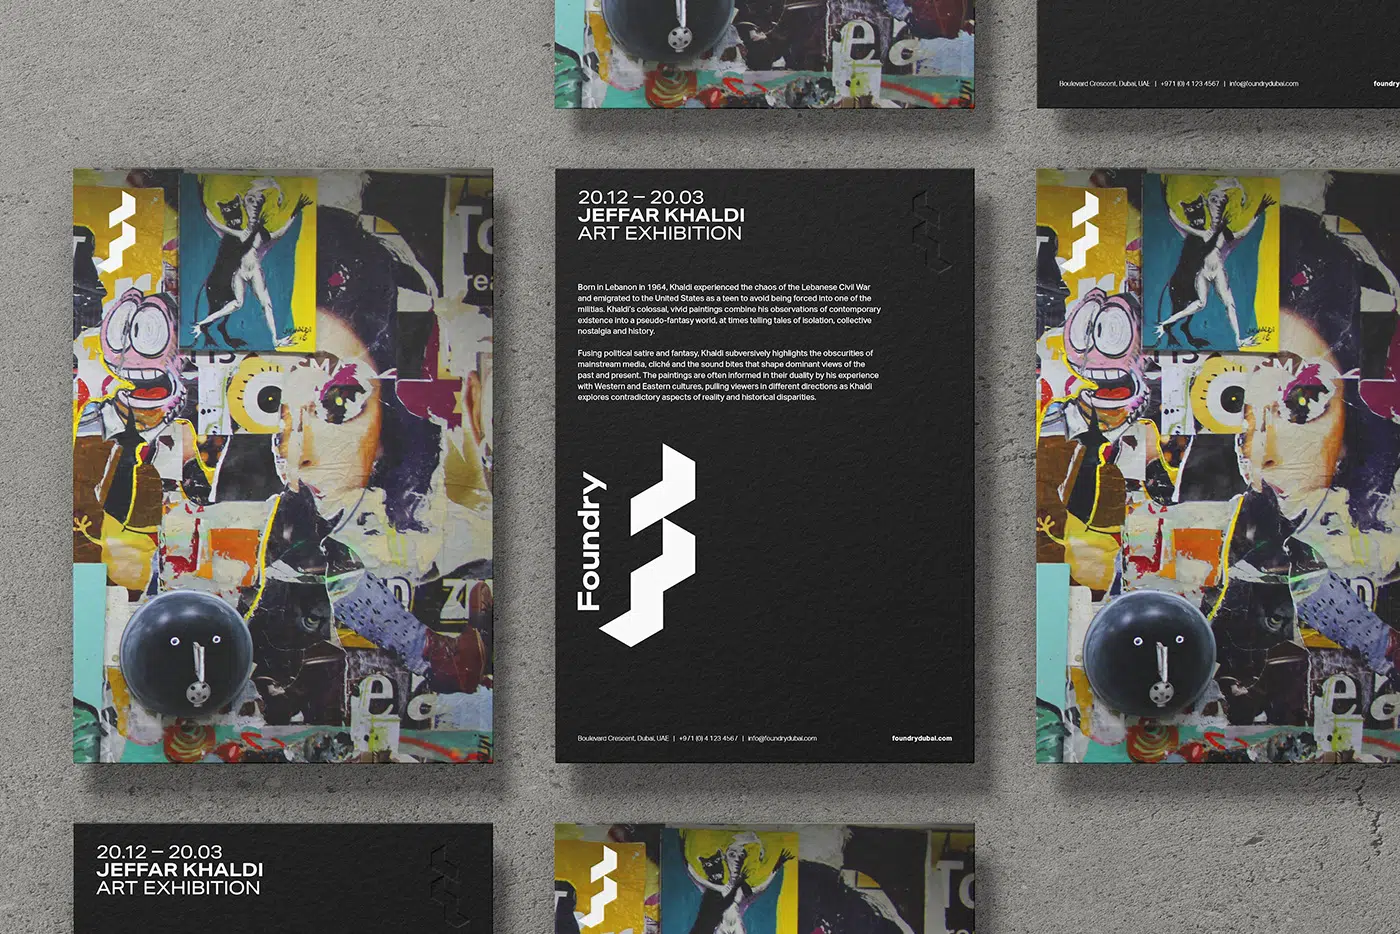 Boulevard Crescent, Dubai, UAE | +971 (0) 4 123 4567 | info@foundrydubai.com
foundry
20.12 – 20.03
JEFFAR KHALDI
ART EXHIBITION
Born in Lebanon in 1964, Khaldi experienced the chaos of the Lebanese Civil War
and emigrated to the United States as a teen to avoid being forced into one of the
militias. Khaldi's colossal, vivid paintings combine his observations of contemporary
existence into a pseudo-fantasy world, at times telling tales of isolation, collective
nostalgia and history.
Fusing political satire and fantasy, Khaldi subversively highlights the obscurities of
mainstream media, cliché and the sound bites that shape dominant views of the
past and present. The paintings are often informed in their duality by his experience
with Western and Eastern cultures, pulling viewers in different directions as Khaldi
explores contradictory aspects of reality and historical disparities.
Foundry
Boulevard Crescent, Dubai, UAE | +971 (0) 4 123 4567 | info@foundrydubai.com
foundrydubai.com
20.12 – 20.03
JEFFAR KHALDI
ART EXHIBITION